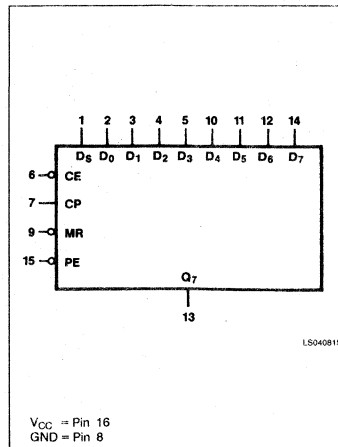 1 2 3 4 5 10 11 12 14
DS D0 D1 D2 D3 D4 D5 D6 D7
6 CE
7 CP
9 MR
15 PE
Q7
13
LS04081S
VCC = Pin 16
GND = Pin 8